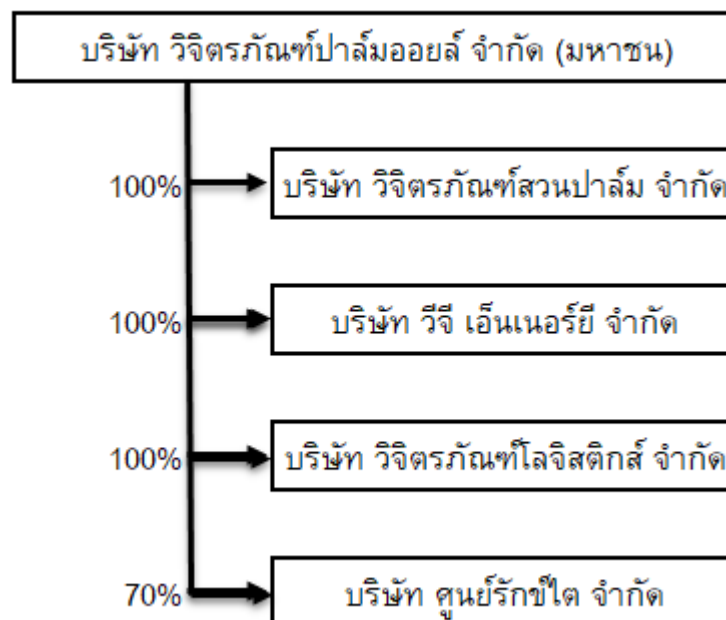 บริษัท วิจิตรภัณฑ์ปาล์มออยล์ จำกัด (มหาชน)
100% บริษัท วิจิตรภัณฑ์สวนปาล์ม จำกัด
100% บริษัท วีจี เอ็นเนอร์ยี จำกัด
100% บริษัท วิจิตรภัณฑ์โลจิสติกส์ จำกัด
70% บริษัท ศูนย์รักษ์ไต จำกัด